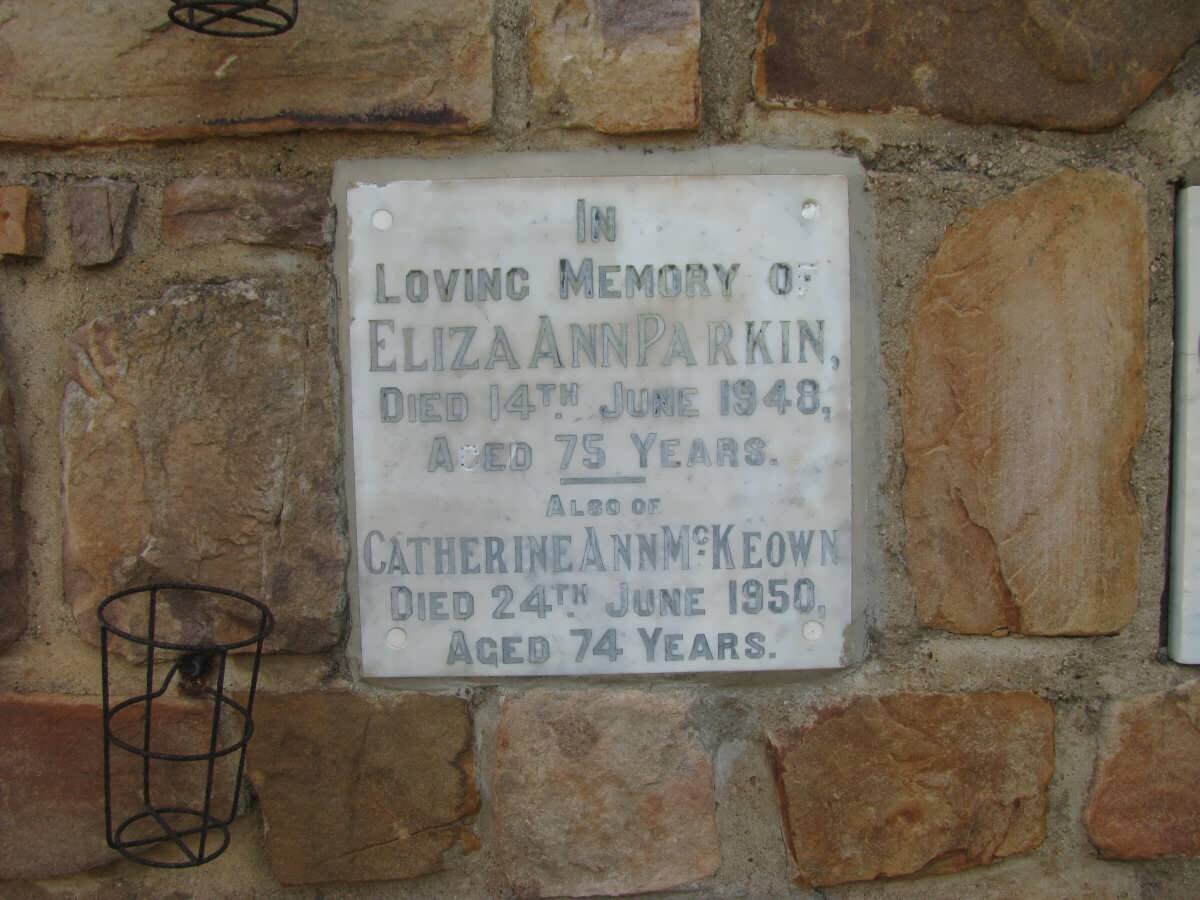 IN
LOVING MEMORY OF
ELIZA ANN PARKIN,
DIED 14TH. JUNE 1948,
AGED 75 YEARS.
ALSO OF
CATHERINE ANN McKEOWN
DIED 24TH. JUNE 1950,
AGED 74 YEARS.